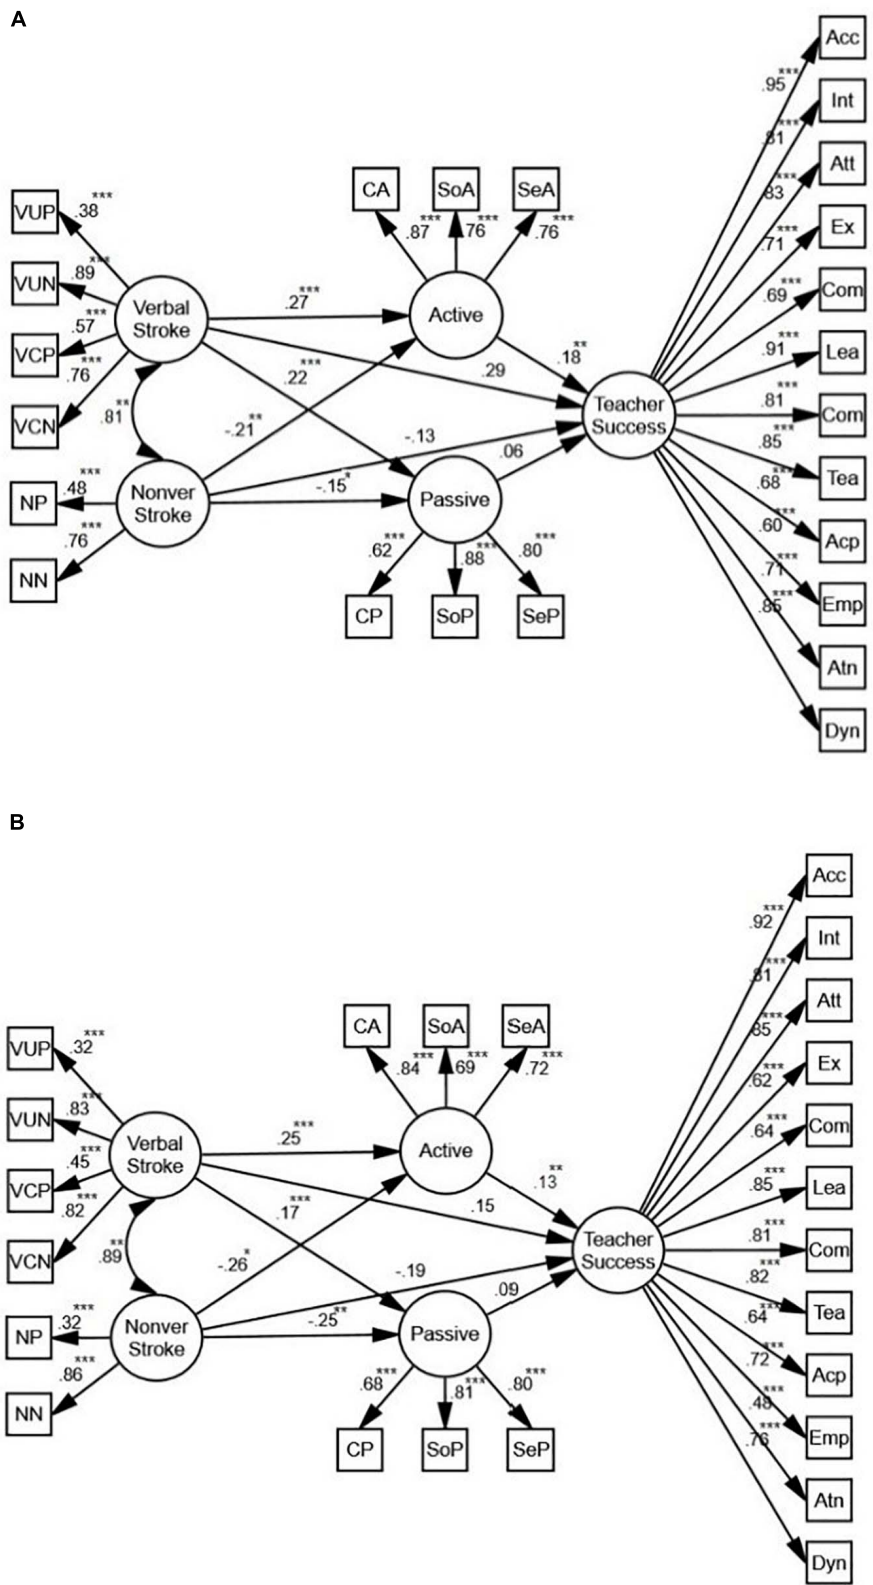 A
Acc
.95***
Int
.81***
Att
.83***
Ex
.71***
Com
.69***
Lea
.91***
Com
.81***
Tea
.85***
Acp
.68***
Emp
.60***
Atn
.71***
Dyn
.85***
CA
SoA
SeA
.87***
.76***
.76***
VUP
.38***
VUN
.89***
VCP
.57***
VCN
.76***
Verbal
Stroke
.81**
NP
.48***
NN
.76***
Nonver
Stroke
.27***
Active
.18**
.22***
.29
-.21**
-.13
.06
-.15*
Teacher
Success
Passive
.62***
.88***
.80***
CP
SoP
SeP
B
Acc
.92***
Int
.81***
Att
.85***
Ex
.62***
Com
.64***
Lea
.85***
Com
.81***
Tea
.82***
Acp
.64***
Emp
.72***
Atn
.48***
Dyn
.76***
CA
SoA
SeA
.84***
.69***
.72***
VUP
.32***
VUN
.83***
VCP
.45***
VCN
.82***
Verbal
Stroke
.89**
NP
.32***
NN
.86***
Nonver
Stroke
.25***
Active
.13**
.17***
.15
-.26*
-.19
.09
-.25**
Teacher
Success
Passive
.68***
.81***
.80***
CP
SoP
SeP